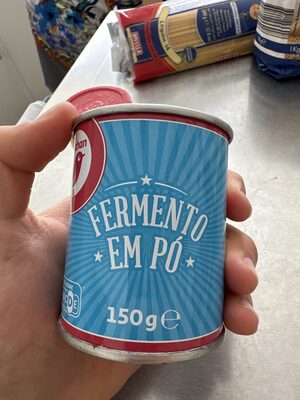 FERMENTO
EM PÓ
150g e